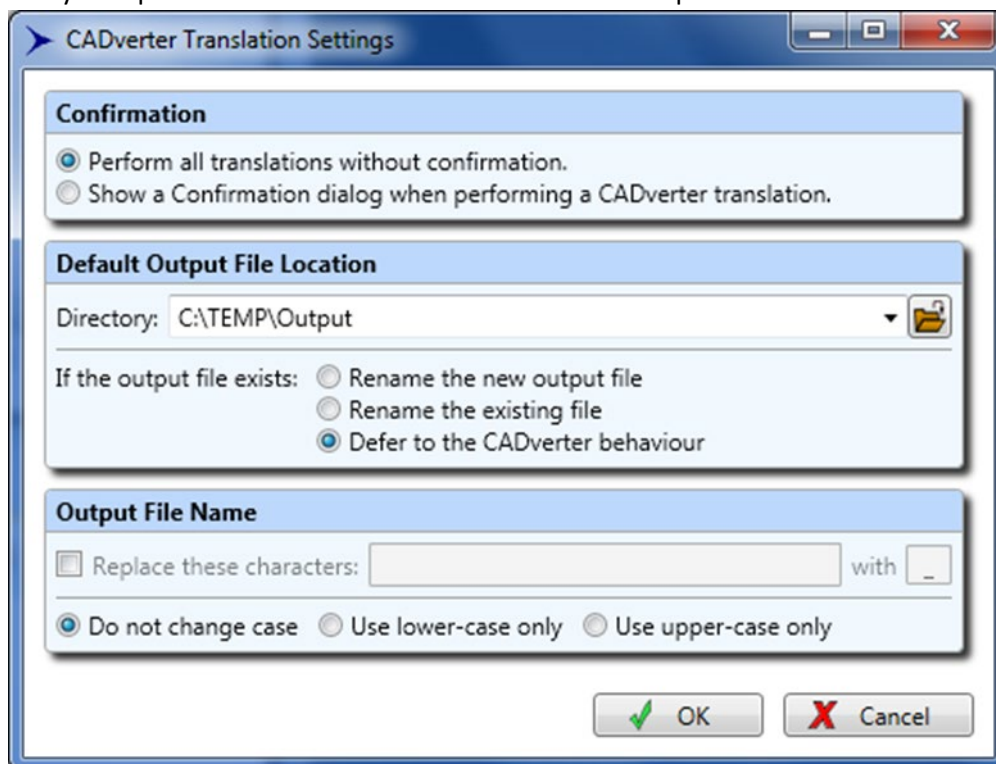 CADverter Translation Settings
Confirmation
Perform all translations without confirmation.
Show a Confirmation dialog when performing a CADverter translation.
Default Output File Location
Directory: C:\TEMP\Output
If the output file exists: Rename the new output file
Rename the existing file
Defer to the CADverter behaviour
Output File Name
Replace these characters: with _
Do not change case Use lower-case only Use upper-case only
OK Cancel